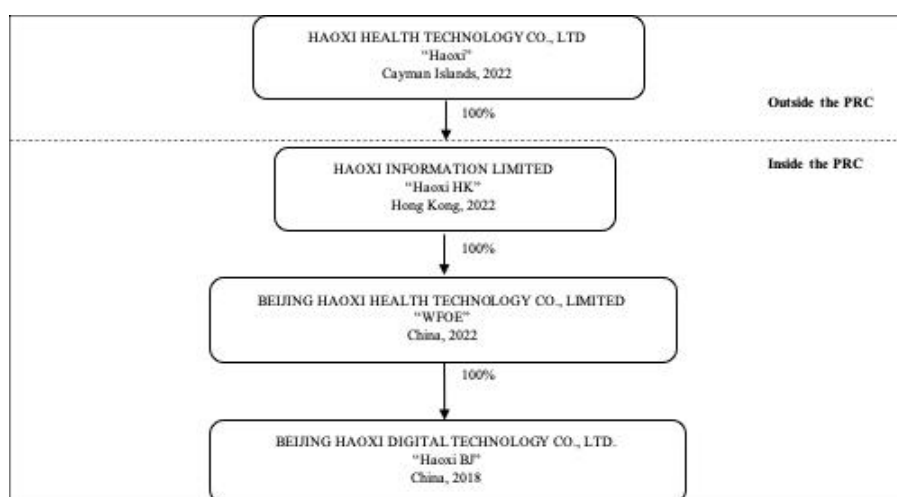 HAOXI HEALTH TECHNOLOGY CO., LTD
“Haoxi”
Cayman Islands, 2022
100%
Outside the PRC
Inside the PRC
HAOXI INFORMATION LIMITED
“Haoxi HK”
Hong Kong, 2022
100%
BEIJING HAOXI HEALTH TECHNOLOGY CO., LIMITED
“WFOE”
China, 2022
100%
BEIJING HAOXI DIGITAL TECHNOLOGY CO., LTD.
“Haoxi BJ”
China, 2018